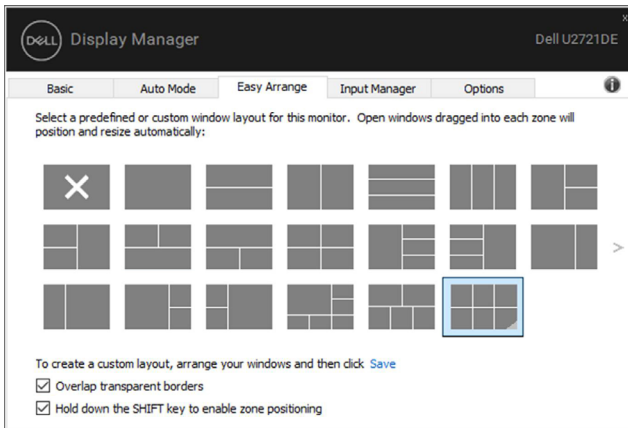 DELL Display Manager
Dell U2721DE
Basic Auto Mode Easy Arrange Input Manager Options
Select a predefined or custom window layout for this monitor. Open windows dragged into each zone will
position and resize automatically:
To create a custom layout, arrange your windows and then click Save
Overlap transparent borders
Hold down the SHIFT key to enable zone positioning